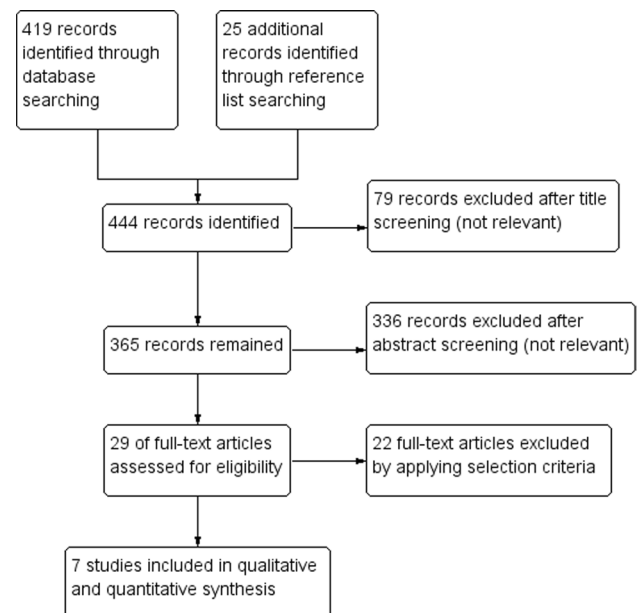 419 records
identified through
database
searching
25 additional
records identified
through reference
list searching
444 records identified
79 records excluded after title
screening (not relevant)
365 records remained
336 records excluded after
abstract screening (not relevant)
29 of full-text articles
assessed for eligibility
22 full-text articles excluded
by applying selection criteria
7 studies included in qualitative
and quantitative synthesis